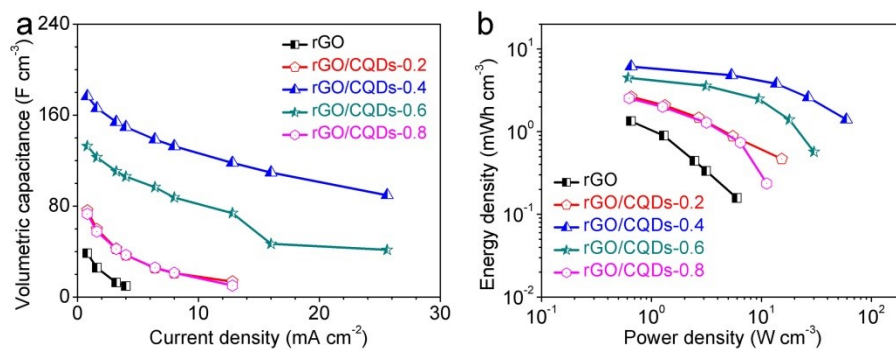 a
240
160
80
0
0
10
20
30
Volumetric capacitance (F cm⁻³)
Current density (mA cm⁻²)
rGO
rGO/CQDs-0.2
rGO/CQDs-0.4
rGO/CQDs-0.6
rGO/CQDs-0.8
b
10²
10¹
10⁰
10⁻¹
10⁻²
10⁻¹
10⁰
10¹
10²
Energy density (mWh cm⁻³)
Power density (W cm⁻³)
rGO
rGO/CQDs-0.2
rGO/CQDs-0.4
rGO/CQDs-0.6
rGO/CQDs-0.8